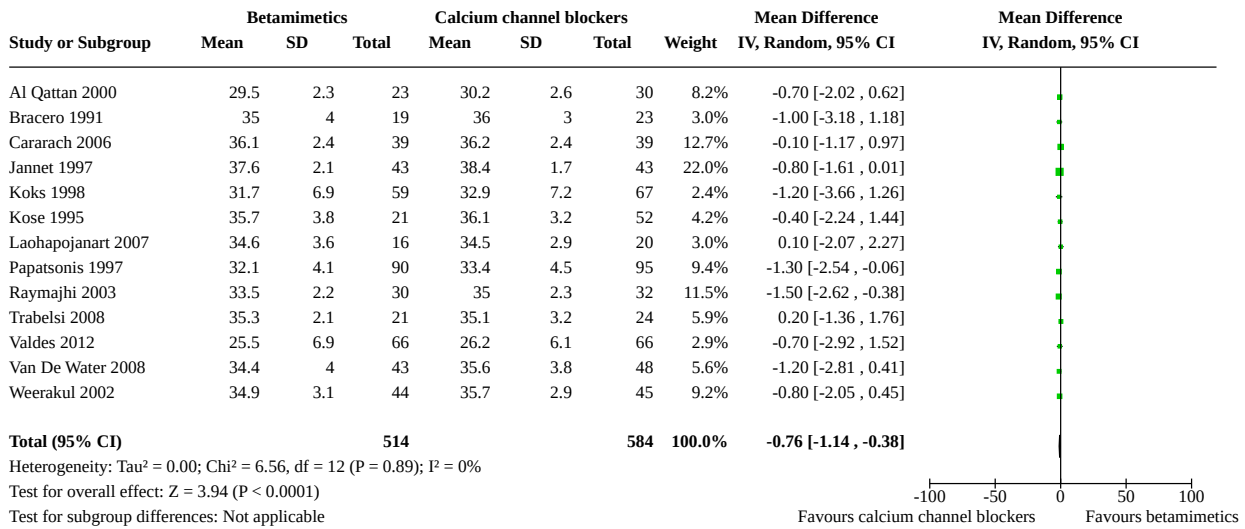 Betamimetics Calcium channel blockers Mean Difference Mean Difference
Study or Subgroup Mean SD Total Mean SD Total Weight IV, Random, 95% CI IV, Random, 95% CI
Al Qattan 2000 29.5 2.3 23 30.2 2.6 30 8.2% -0.70 [-2.02 , 0.62]
Bracero 1991 35 4 19 36 3 23 3.0% -1.00 [-3.18 , 1.18]
Cararach 2006 36.1 2.4 39 36.2 2.4 39 12.7% -0.10 [-1.17 , 0.97]
Jannet 1997 37.6 2.1 43 38.4 1.7 43 22.0% -0.80 [-1.61 , 0.01]
Koks 1998 31.7 6.9 59 32.9 7.2 67 2.4% -1.20 [-3.66 , 1.26]
Kose 1995 35.7 3.8 21 36.1 3.2 52 4.2% -0.40 [-2.24 , 1.44]
Laohapojanart 2007 34.6 3.6 16 34.5 2.9 20 3.0% 0.10 [-2.07 , 2.27]
Papatsonis 1997 32.1 4.1 90 33.4 4.5 95 9.4% -1.30 [-2.54 , -0.06]
Raymajhi 2003 33.5 2.2 30 35 2.3 32 11.5% -1.50 [-2.62 , -0.38]
Trabelsi 2008 35.3 2.1 21 35.1 3.2 24 5.9% 0.20 [-1.36 , 1.76]
Valdes 2012 25.5 6.9 66 26.2 6.1 66 2.9% -0.70 [-2.92 , 1.52]
Van De Water 2008 34.4 4 43 35.6 3.8 48 5.6% -1.20 [-2.81 , 0.41]
Weerakul 2002 34.9 3.1 44 35.7 2.9 45 9.2% -0.80 [-2.05 , 0.45]
Total (95% CI) 514 584 100.0% -0.76 [-1.14 , -0.38]
Heterogeneity: Tau² = 0.00; Chi² = 6.56, df = 12 (P = 0.89); I² = 0%
Test for overall effect: Z = 3.94 (P < 0.0001) -100 -50 0 50 100
Test for subgroup differences: Not applicable Favours calcium channel blockers Favours betamimetics